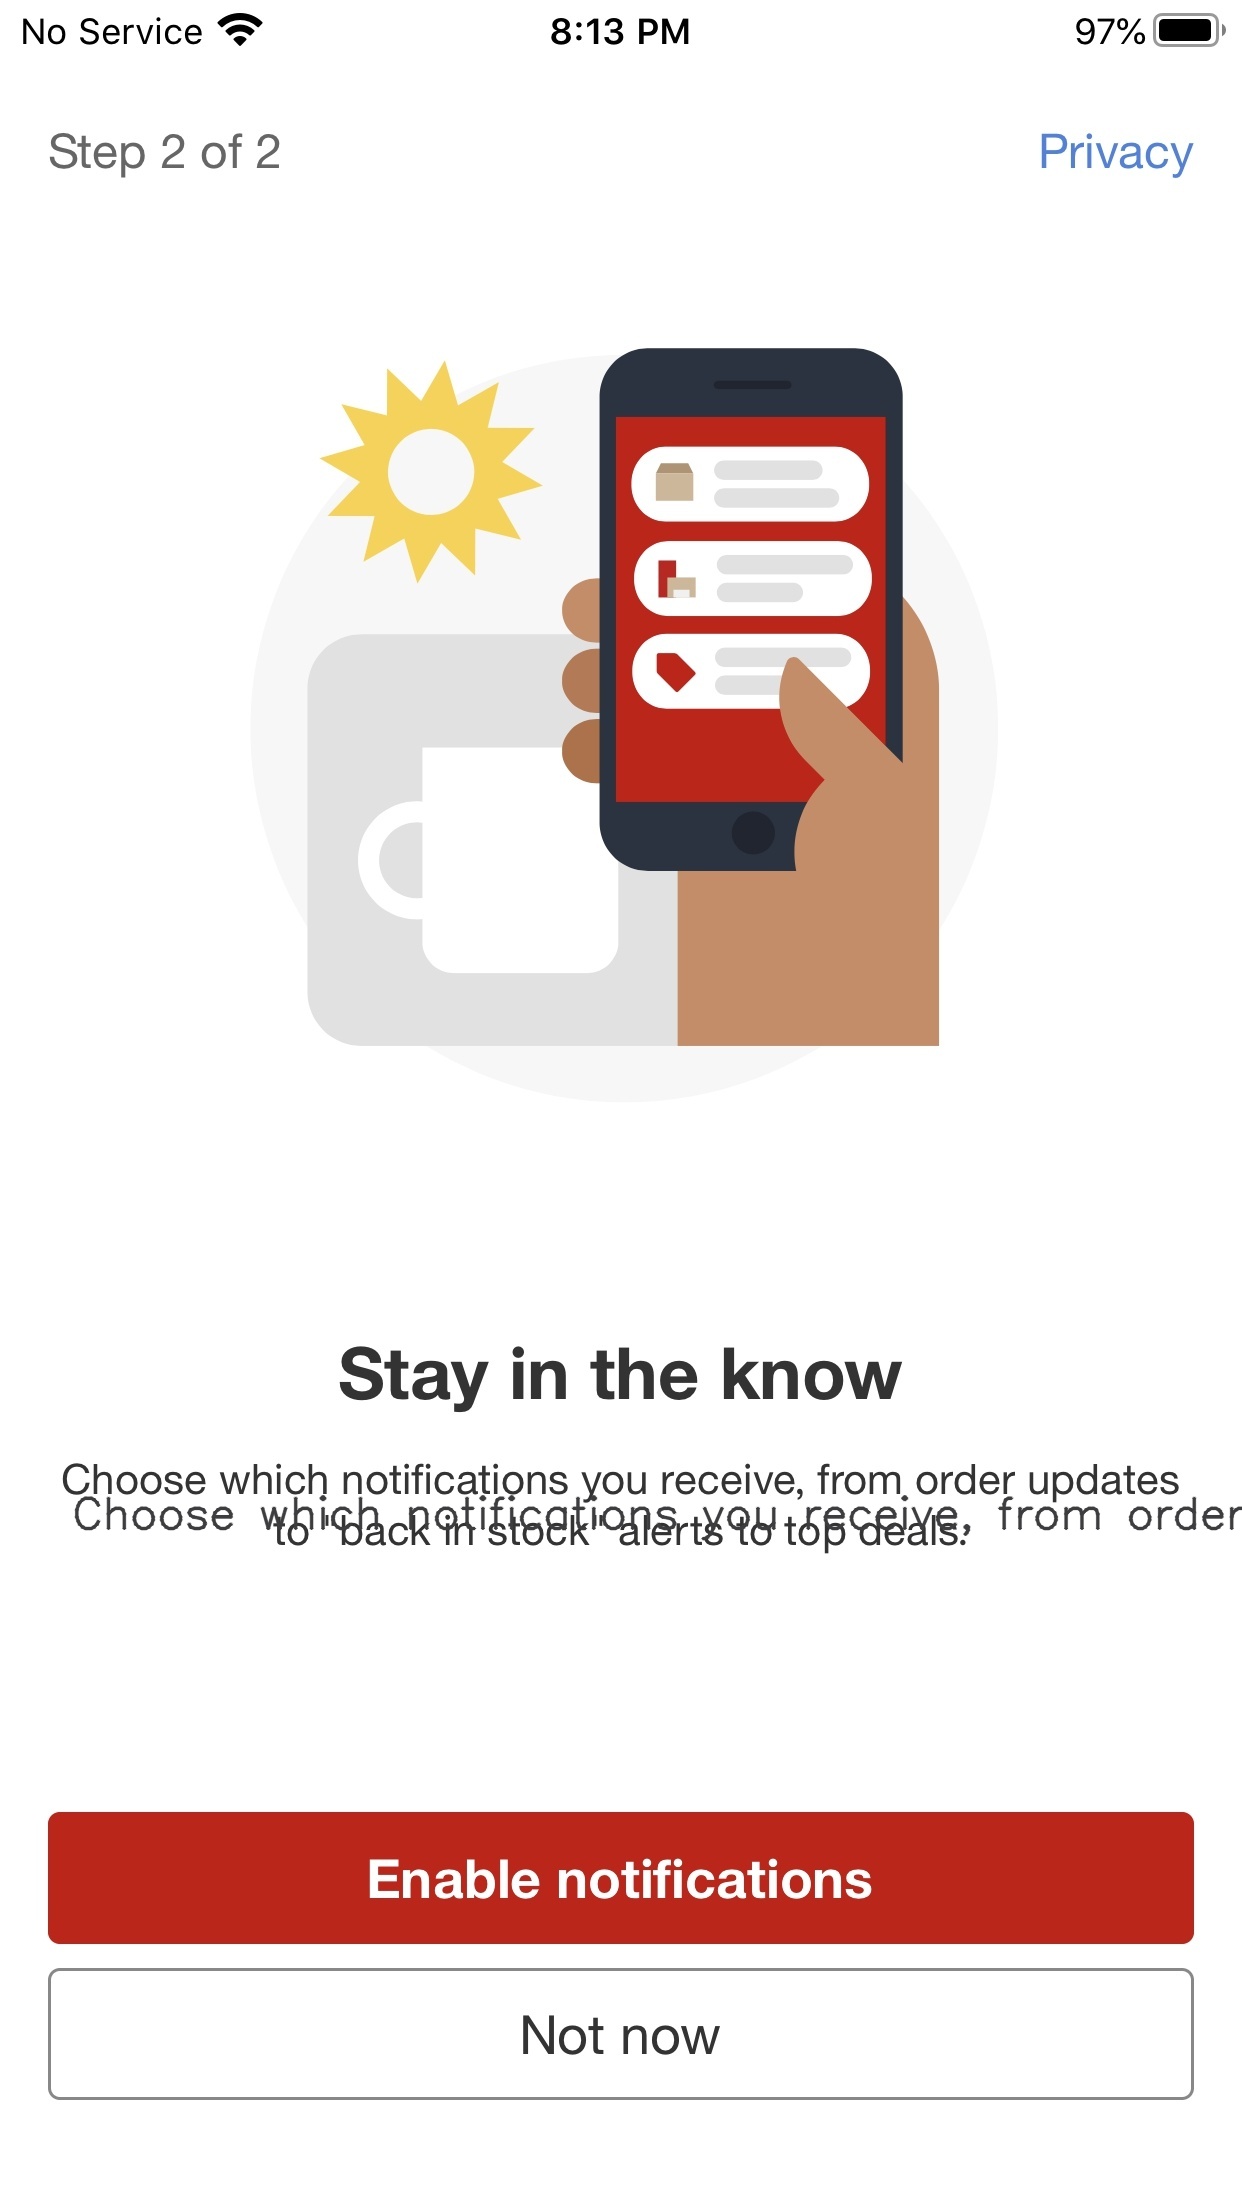 No Service 8:13 PM 97%
Step 2 of 2 Privacy
Stay in the know
Choose which notifications you receive, from order updates
Choose which notifications you receive, from order
to "back in stock" alerts to top deals.
Enable notifications
Not now